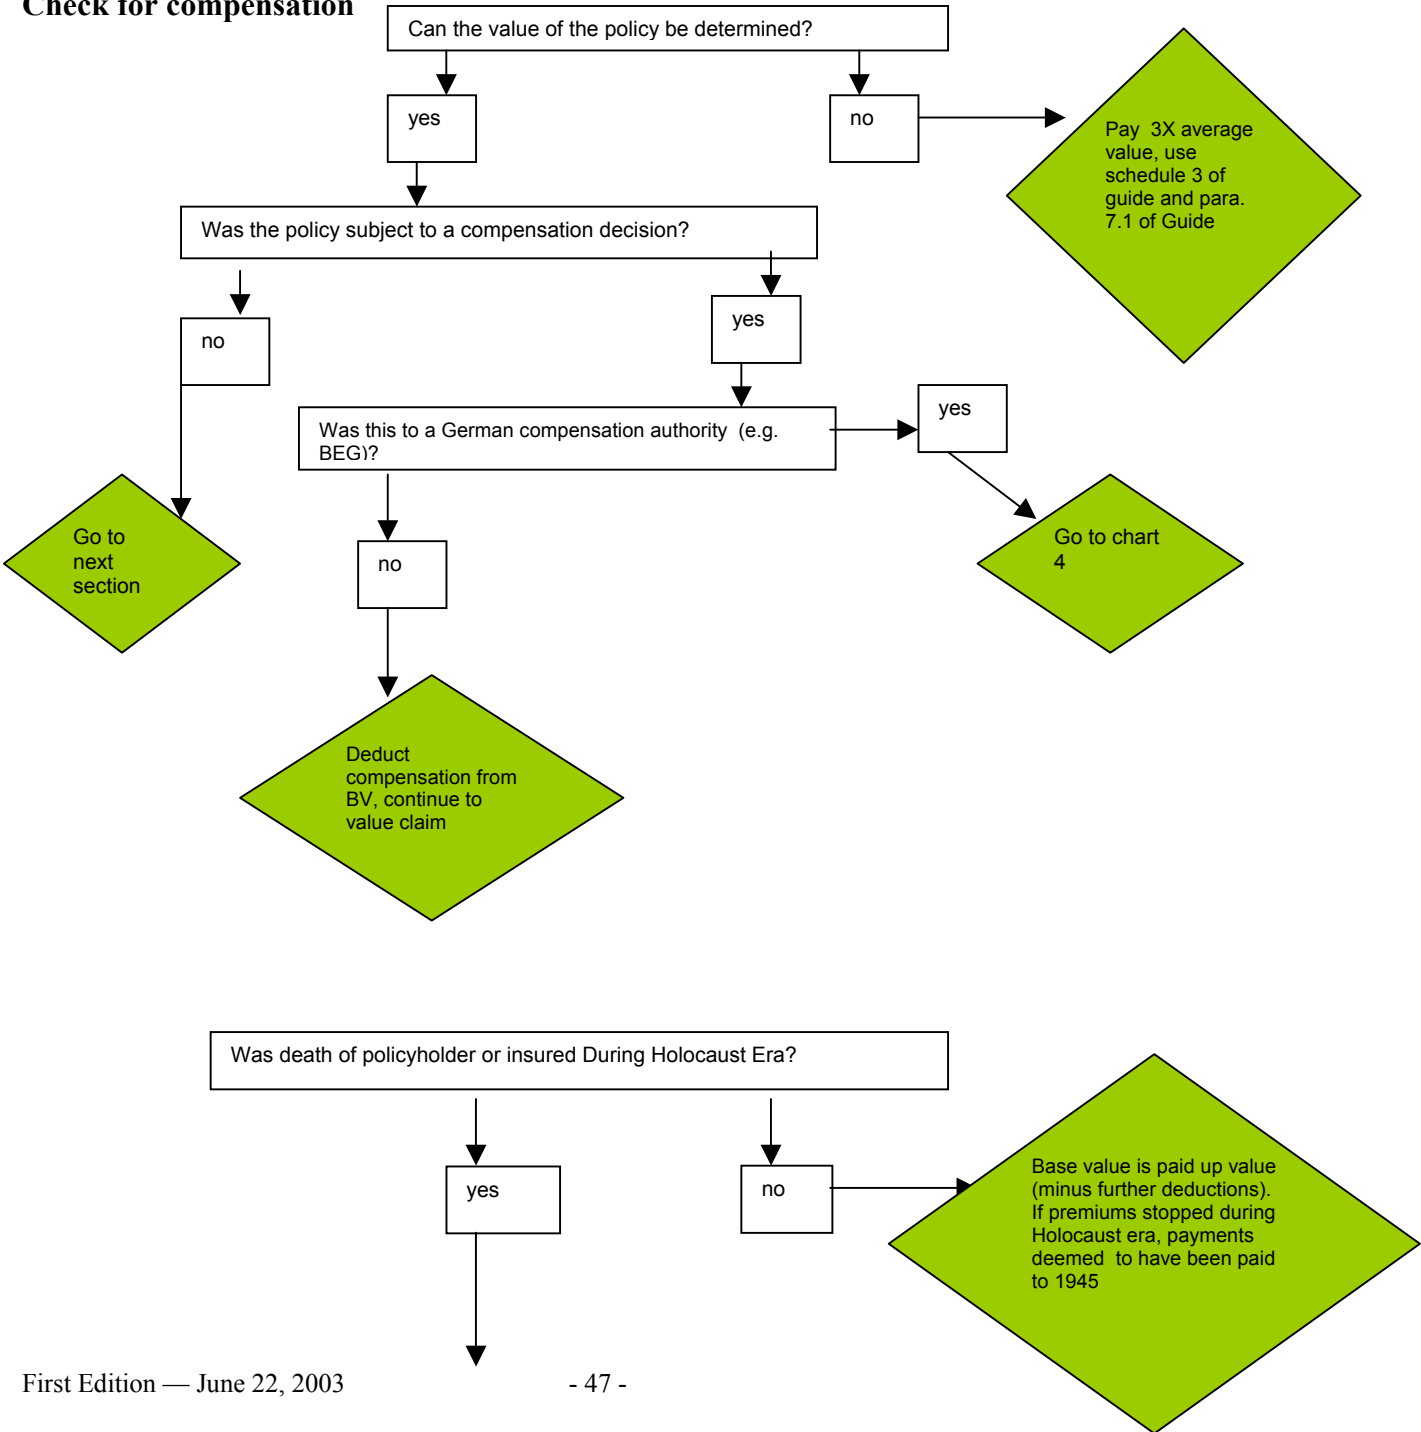 Check for compensation
Can the value of the policy be determined?
yes
no
Pay 3X average
value, use
schedule 3 of
guide and para.
7.1 of Guide
Was the policy subject to a compensation decision?
no
yes
Was this to a German compensation authority (e.g.
BEG)?
yes
Go to
next
section
no
Go to chart
4
Deduct
compensation from
BV, continue to
value claim
Was death of policyholder or insured During Holocaust Era?
yes
no
Base value is paid up value
(minus further deductions).
If premiums stopped during
Holocaust era, payments
deemed to have been paid
to 1945
First Edition — June 22, 2003 - 47 -